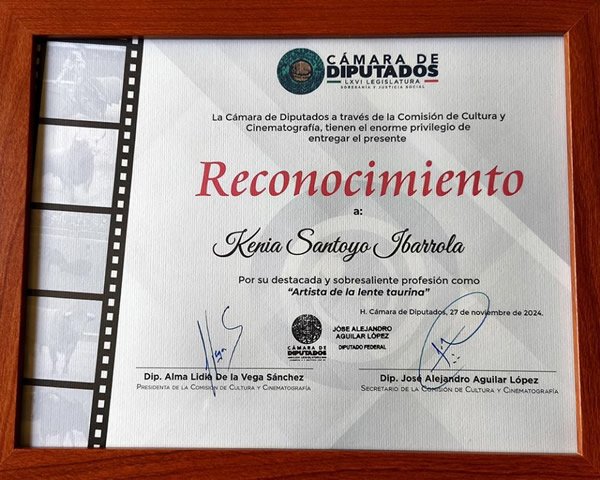 CÁMARA DE
DIPUTADOS
LXVI LEGISLATURA
SOBERANÍA Y JUSTICIA SOCIAL
La Cámara de Diputados a través de la Comisión de Cultura y
Cinematografía, tienen el enorme privilegio de
entregar el presente
Reconocimiento
a:
Kenia Santoyo Ibarrola
Por su destacada y sobresaliente profesión como
“Artista de la lente taurina”
H. Cámara de Diputados, 27 de noviembre de 2024.
CÁMARA DE
DIPUTADOS
JÓSE ALEJANDRO
AGUILAR LÓPEZ
DIPUTADO FEDERAL
Dip. Alma Lidia De la Vega Sánchez
Presidenta de la Comisión de Cultura y Cinematografía
Dip. José Alejandro Aguilar López
Secretario de la Comisión de Cultura y Cinematografía